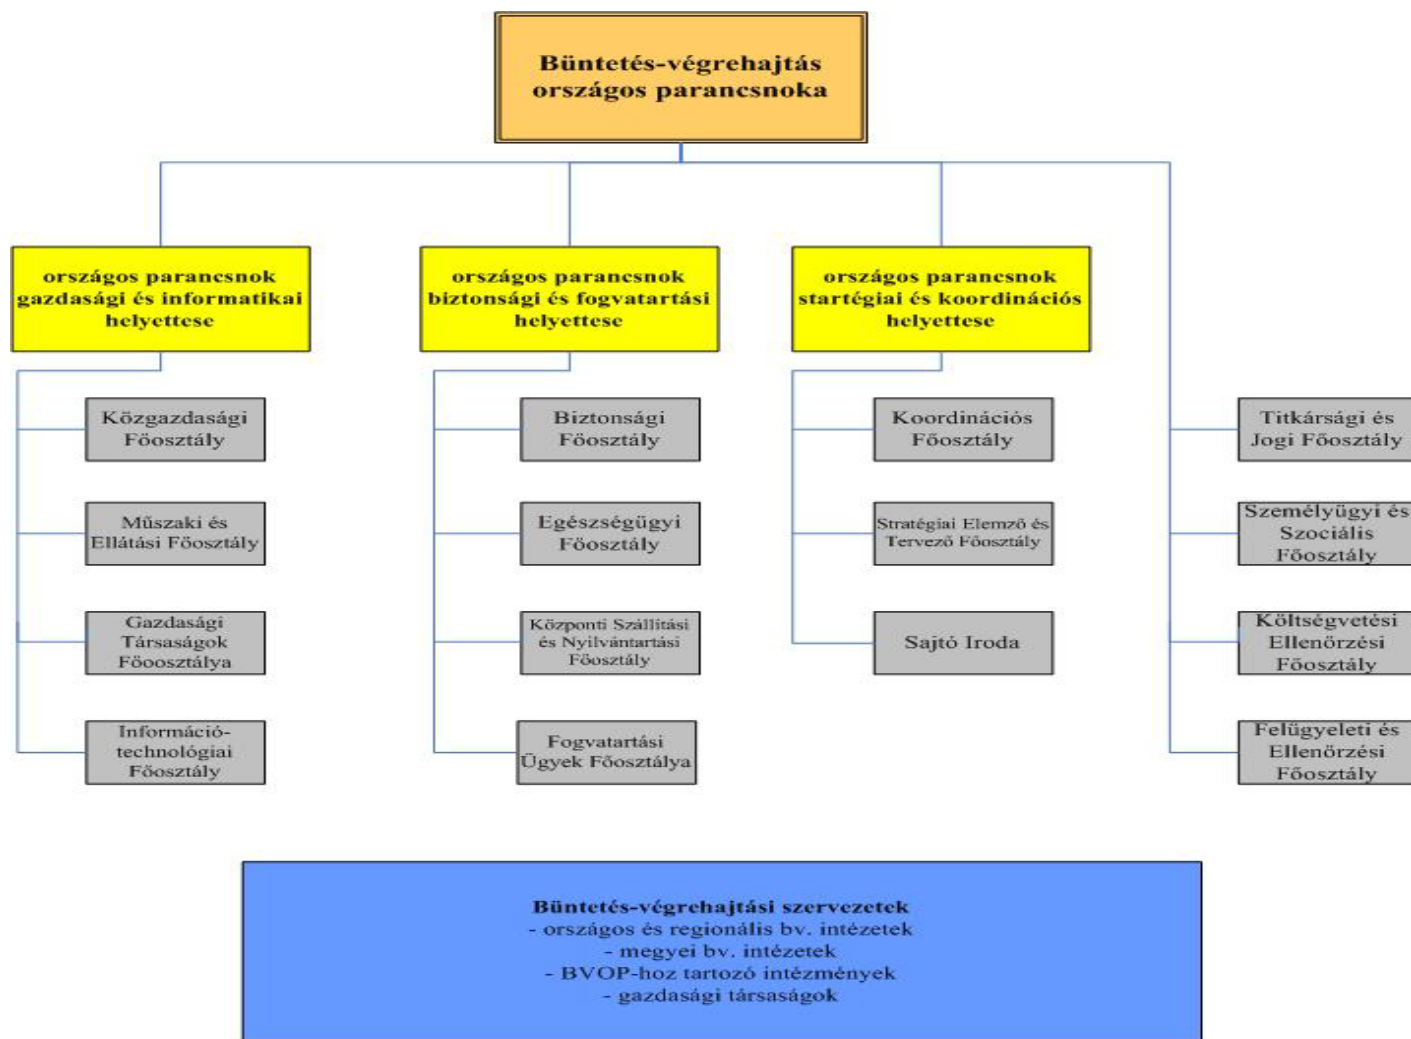 Büntetés-végrehajtás
országos parancsnoka
országos parancsnok
gazdasági és informatikai
helyettese
országos parancsnok
biztonsági és fogvatartási
helyettese
országos parancsnok
startégiai és koordinációs
helyettese
Közgazdasági
Főosztály
Műszaki és
Ellátási Főosztály
Gazdasági
Társaságok
Főoosztálya
Információ-
technológiai
Főosztály
Biztonsági
Főosztály
Egészségügyi
Főosztály
Központi Szállítási
és Nyilvántartási
Főosztály
Fogvatartási
Ügyek Főosztálya
Koordinációs
Főosztály
Stratégiai Elemző és
Tervező Főosztály
Sajtó Iroda
Titkársági és
Jogi Főosztály
Személyügyi és
Szociális
Főosztály
Költségvetési
Ellenőrzési
Főosztály
Felügyeleti és
Ellenőrzési
Főosztály
Büntetés-végrehajtási szervezetek
- országos és regionális bv. intézetek
- megyei bv. intézetek
- BVOP-hoz tartozó intézmények
- gazdasági társaságok